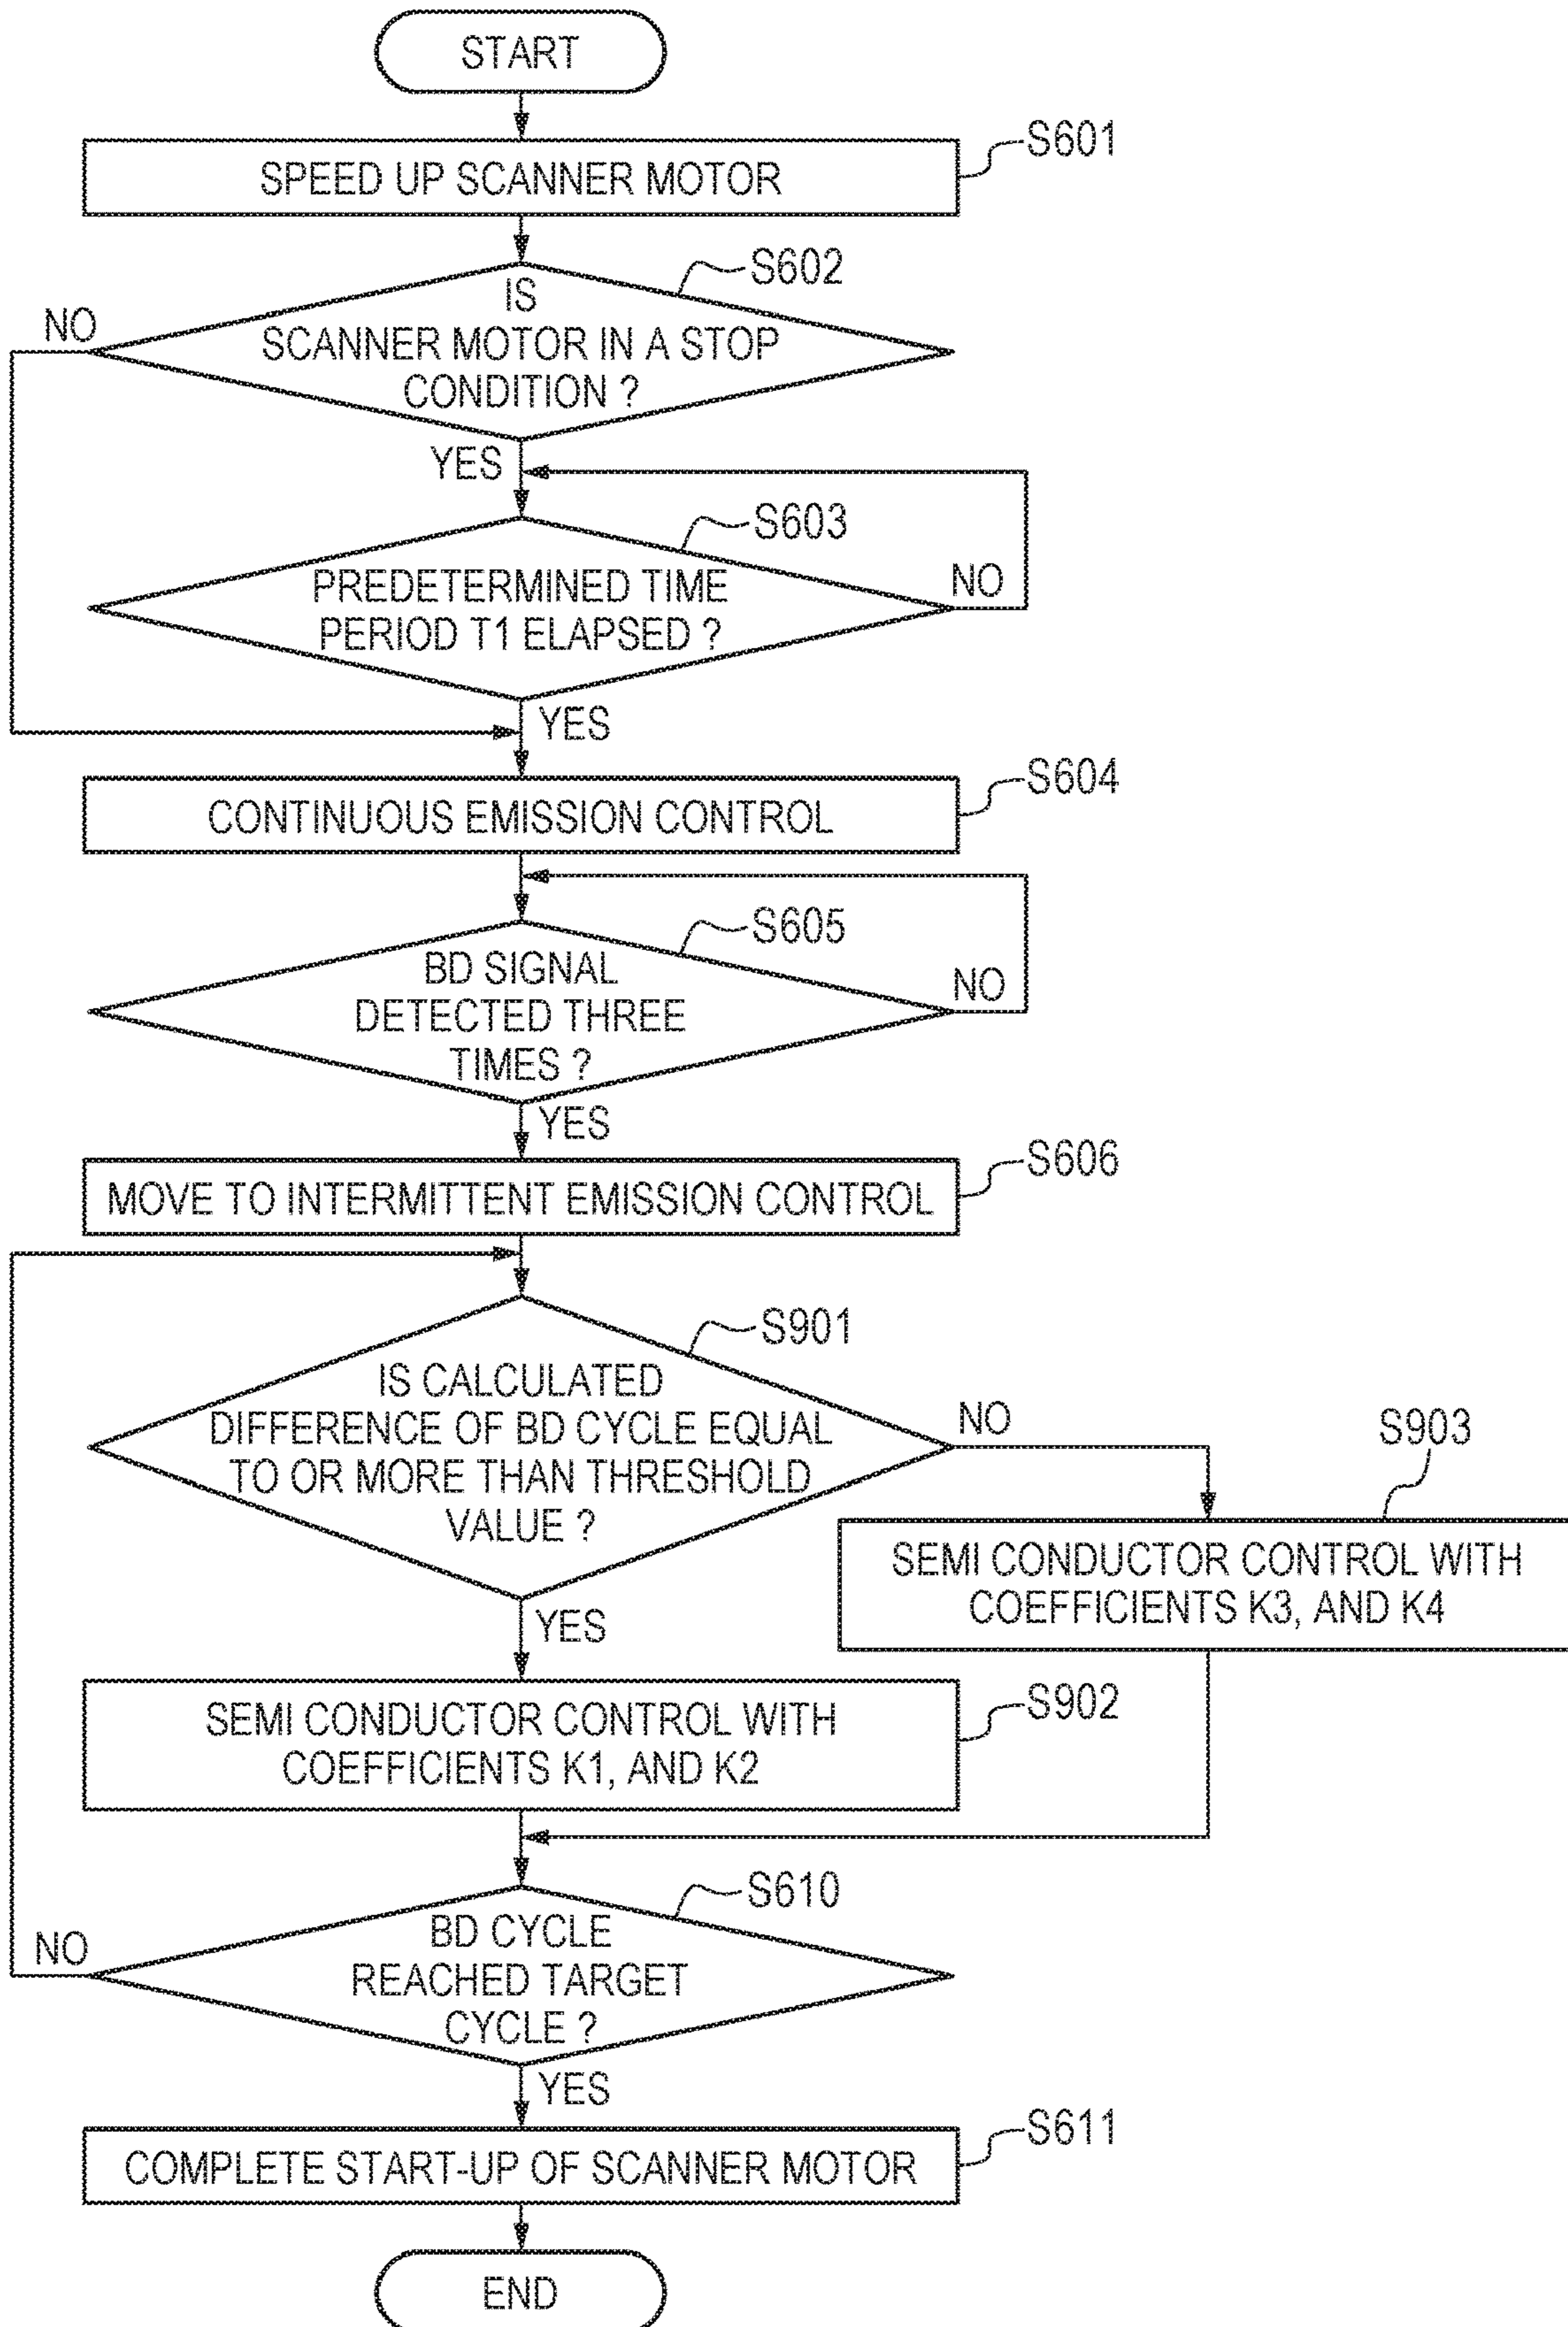 START
SPEED UP SCANNER MOTOR
S601
S602
IS
SCANNER MOTOR IN A STOP
CONDITION ?
NO
YES
S603
PREDETERMINED TIME
PERIOD T1 ELAPSED ?
NO
YES
CONTINUOUS EMISSION CONTROL
S604
S605
BD SIGNAL
DETECTED THREE
TIMES ?
NO
YES
MOVE TO INTERMITTENT EMISSION CONTROL
S606
S901
IS CALCULATED
DIFFERENCE OF BD CYCLE EQUAL
TO OR MORE THAN THRESHOLD
VALUE ?
NO
S903
SEMI CONDUCTOR CONTROL WITH
COEFFICIENTS K3, AND K4
YES
SEMI CONDUCTOR CONTROL WITH
COEFFICIENTS K1, AND K2
S902
S610
BD CYCLE
REACHED TARGET
CYCLE ?
NO
YES
COMPLETE START-UP OF SCANNER MOTOR
S611
END